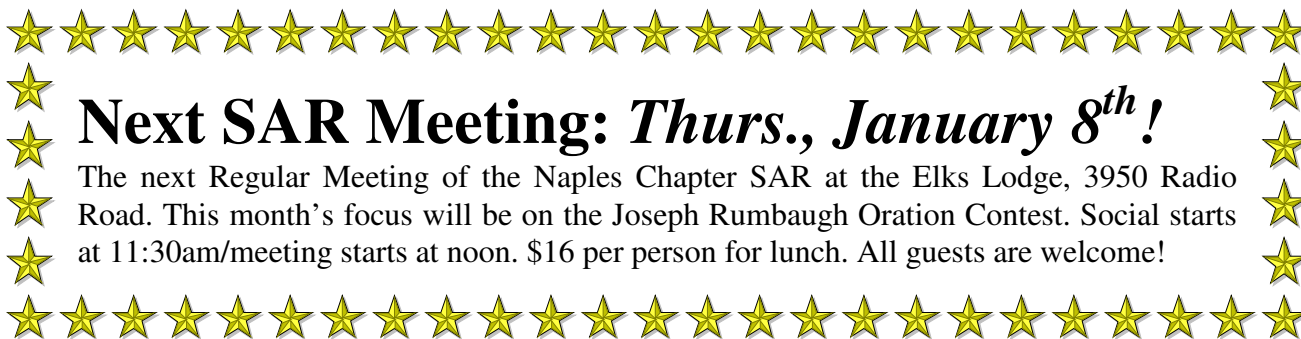 Next SAR Meeting: Thurs., January 8th!
The next Regular Meeting of the Naples Chapter SAR at the Elks Lodge, 3950 Radio
Road. This month’s focus will be on the Joseph Rumbaugh Oration Contest. Social starts
at 11:30am/meeting starts at noon. $16 per person for lunch. All guests are welcome!